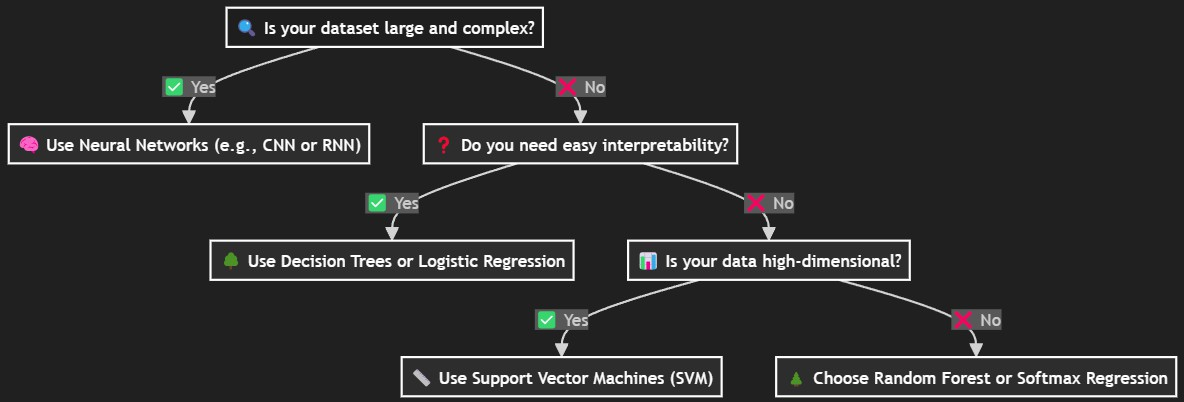 Is your dataset large and complex?
Yes
No
Use Neural Networks (e.g., CNN or RNN)
Do you need easy interpretability?
Yes
No
Use Decision Trees or Logistic Regression
Is your data high-dimensional?
Yes
No
Use Support Vector Machines (SVM)
Choose Random Forest or Softmax Regression